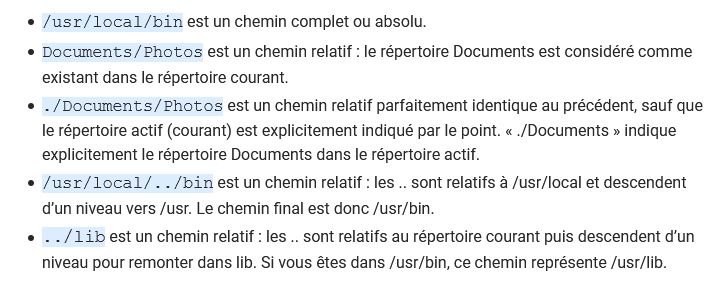 • /usr/local/bin est un chemin complet ou absolu.
• Documents/Photos est un chemin relatif : le répertoire Documents est considéré comme
existant dans le répertoire courant.
• ./Documents/Photos est un chemin relatif parfaitement identique au précédent, sauf que
le répertoire actif (courant) est explicitement indiqué par le point. « ./Documents » indique
explicitement le répertoire Documents dans le répertoire actif.
• /usr/local/../bin est un chemin relatif : les .. sont relatifs à /usr/local et descendent
d’un niveau vers /usr. Le chemin final est donc /usr/bin.
• ../lib est un chemin relatif : les .. sont relatifs au répertoire courant puis descendent d’un
niveau pour remonter dans lib. Si vous êtes dans /usr/bin, ce chemin représente /usr/lib.